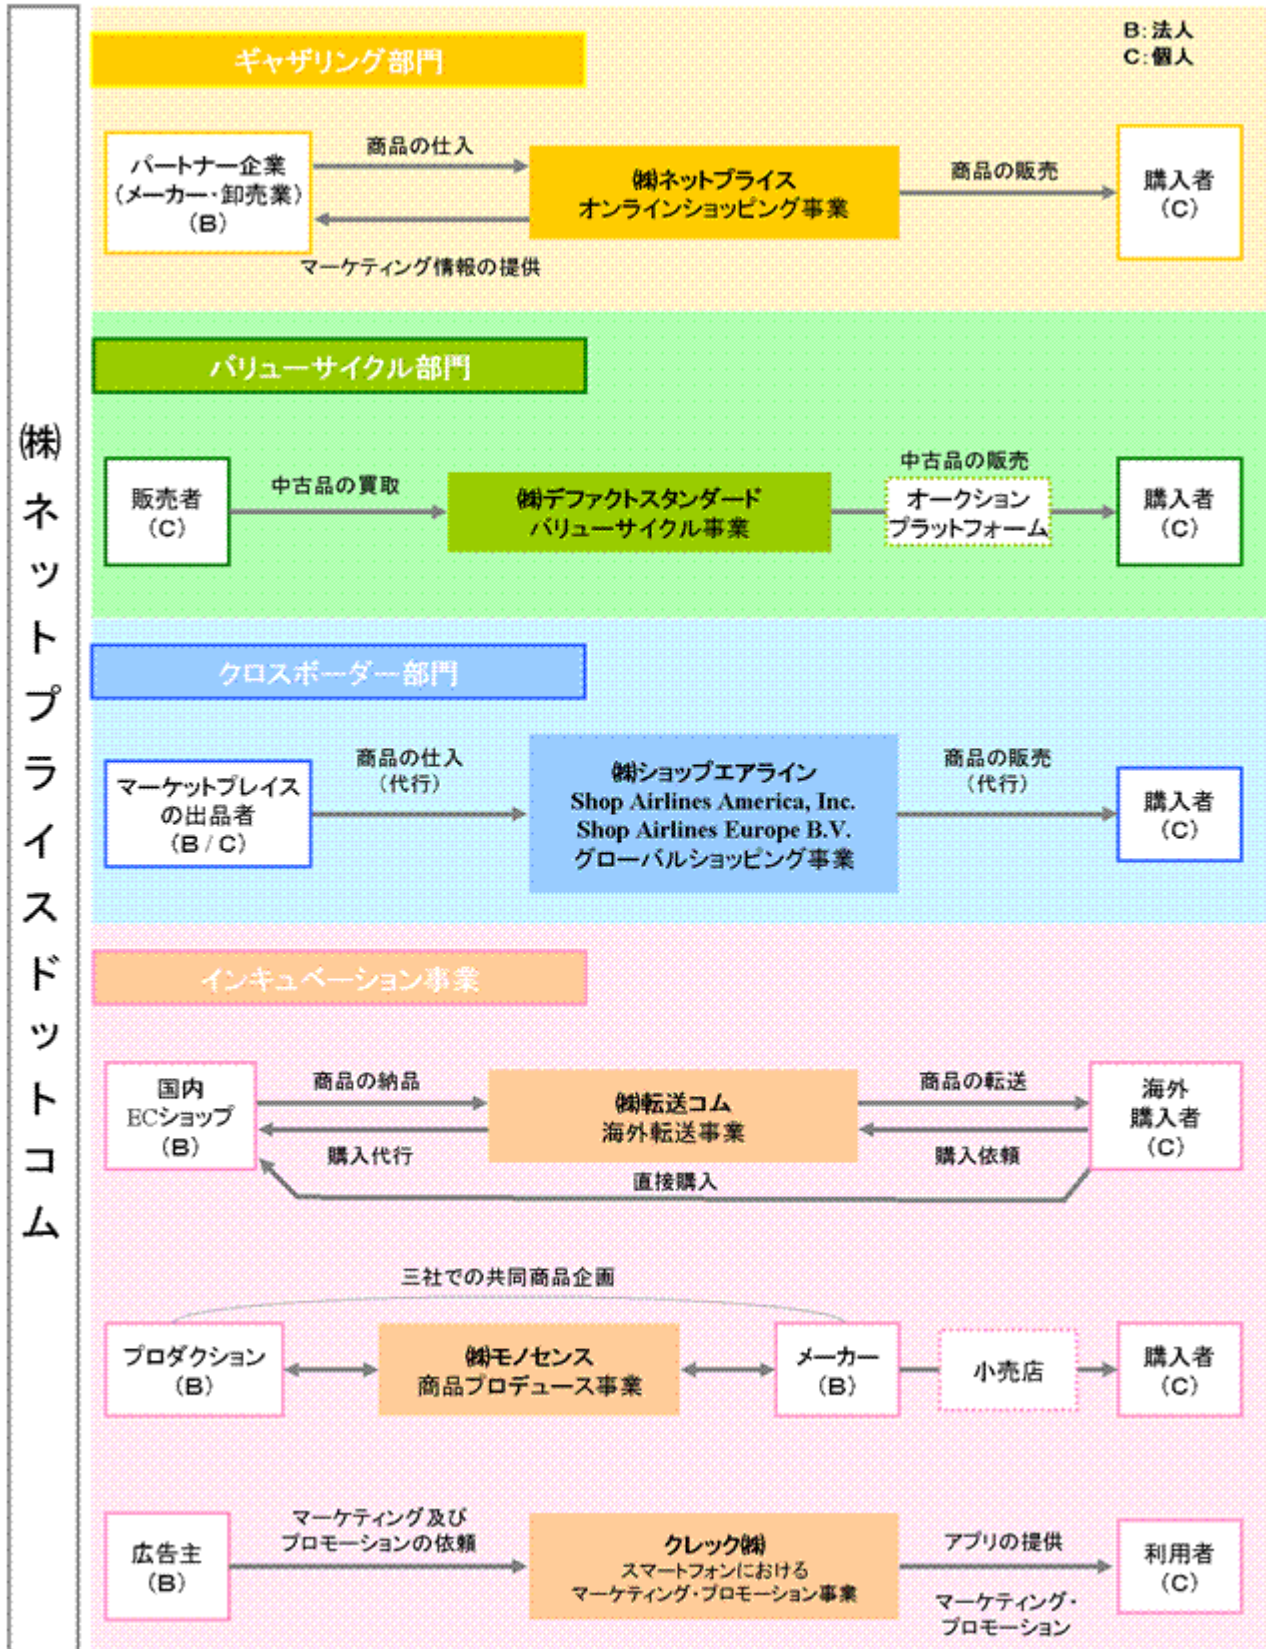 ㈱ネットプライスドットコム
B:法人
C:個人
ギャザリング部門
パートナー企業
(メーカー・卸売業)
(B)
商品の仕入
マーケティング情報の提供
㈱ネットプライス
オンラインショッピング事業
商品の販売
購入者
(C)
バリューサイクル部門
販売者
(C)
中古品の買取
㈱デファクトスタンダード
バリューサイクル事業
中古品の販売
オークション
プラットフォーム
購入者
(C)
クロスボーダー部門
マーケットプレイス
の出品者
(B / C)
商品の仕入
(代行)
㈱ショップエアライン
Shop Airlines America, Inc.
Shop Airlines Europe B.V.
グローバルショッピング事業
商品の販売
(代行)
購入者
(C)
インキュベーション事業
国内
ECショップ
(B)
商品の納品
購入代行
㈱転送コム
海外転送事業
商品の転送
購入依頼
海外
購入者
(C)
直接購入
三社での共同商品企画
プロダクション
(B)
㈱モノセンス
商品プロデュース事業
メーカー
(B)
小売店
購入者
(C)
広告主
(B)
マーケティング及び
プロモーションの依頼
クレック㈱
スマートフォンにおける
マーケティング・プロモーション事業
アプリの提供
マーケティング・
プロモーション
利用者
(C)